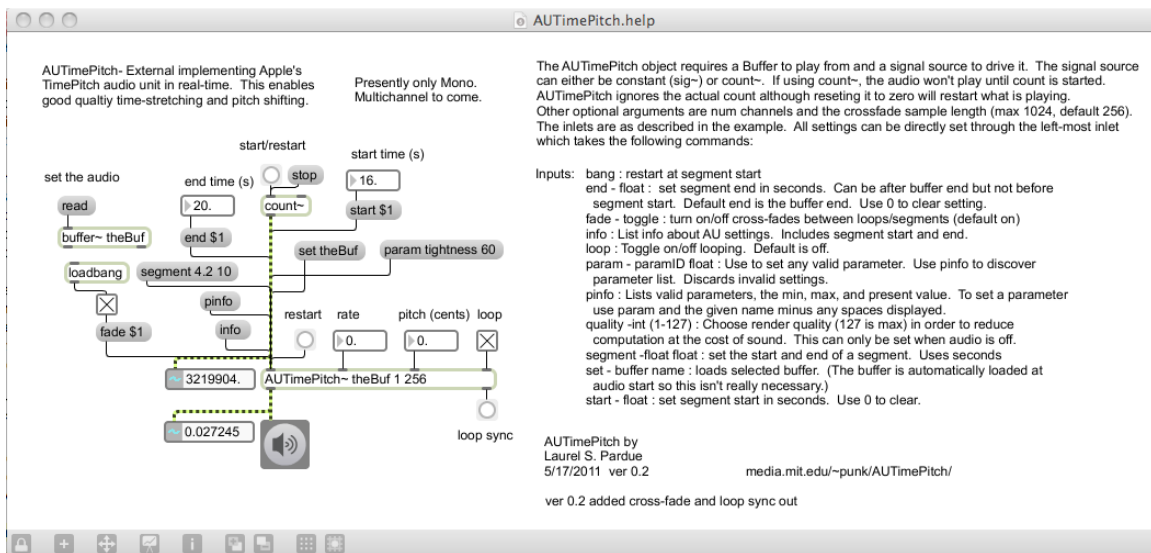 AUTimePitch.help
AUTimePitch- External implementing Apple's
TimePitch audio unit in real-time.  This enables
good qualtiy time-stretching and pitch shifting.
Presently only Mono.
Multichannel to come.
start/restart
start time (s)
set the audio
end time (s)
stop
16.
read
20.
count~
start $1
buffer~ theBuf
end $1
set theBuf
param tightness 60
loadbang
segment 4.2 10
pinfo
restart
rate
pitch (cents)
loop
fade $1
info
0.
0.
3219904.
AUTimePitch~ theBuf 1 256
0.027245
loop sync
The AUTimePitch object requires a Buffer to play from and a signal source to drive it.  The signal source
can either be constant (sig~) or count~.  If using count~, the audio won't play until count is started.
AUTimePitch ignores the actual count although reseting it to zero will restart what is playing.
Other optional arguments are num channels and the crossfade sample length (max 1024, default 256).
The inlets are as described in the example.  All settings can be directly set through the left-most inlet
which takes the following commands:
Inputs:  bang : restart at segment start
end - float :  set segment end in seconds.  Can be after buffer end but not before
segment start.  Default end is the buffer end.  Use 0 to clear setting.
fade - toggle : turn on/off cross-fades between loops/segments (default on)
info : List info about AU settings.  Includes segment start and end.
loop : Toggle on/off looping.  Default is off.
param - paramID float : Use to set any valid parameter.  Use pinfo to discover
parameter list.  Discards invalid settings.
pinfo : Lists valid parameters, the min, max, and present value.  To set a parameter
use param and the given name minus any spaces displayed.
quality -int (1-127) : Choose render quality (127 is max) in order to reduce
computation at the cost of sound.  This can only be set when audio is off.
segment -float float : set the start and end of a segment.  Uses seconds
set - buffer name : loads selected buffer.  (The buffer is automatically loaded at
audio start so this isn't really necessary.)
start - float : set segment start in seconds.  Use 0 to clear.
AUTimePitch by
Laurel S. Pardue
5/17/2011  ver 0.2
media.mit.edu/~punk/AUTimePitch/
ver 0.2 added cross-fade and loop sync out